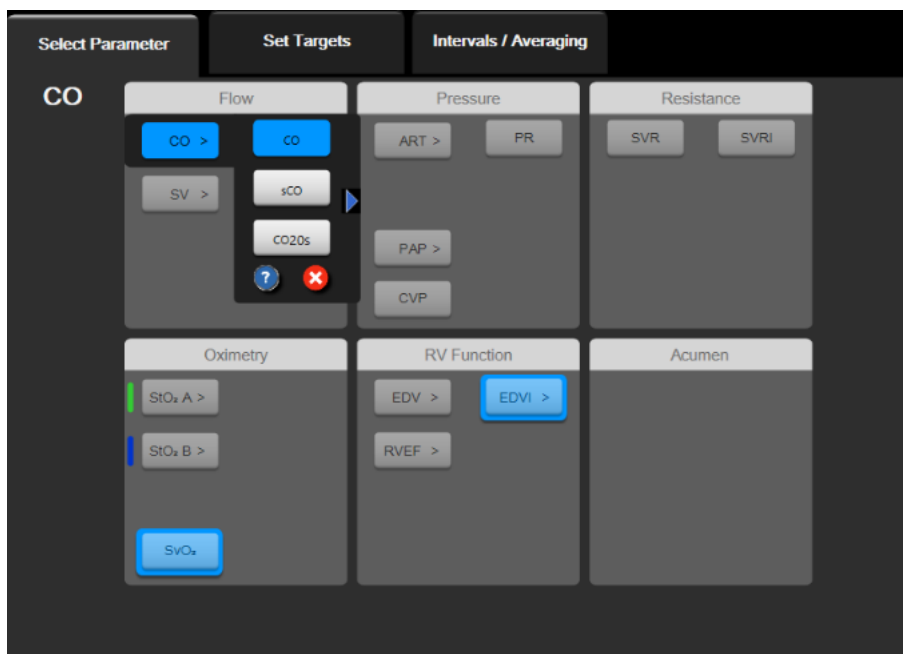 Select Parameter
Set Targets
Intervals / Averaging
CO
Flow
CO >
CO
SV >
sCO
CO20s
?
Pressure
ART >
PR
PAP >
CVP
Resistance
SVR
SVRI
Oximetry
StO₂ A >
StO₂ B >
SvO₂
RV Function
EDV >
EDVI >
RVEF >
Acumen